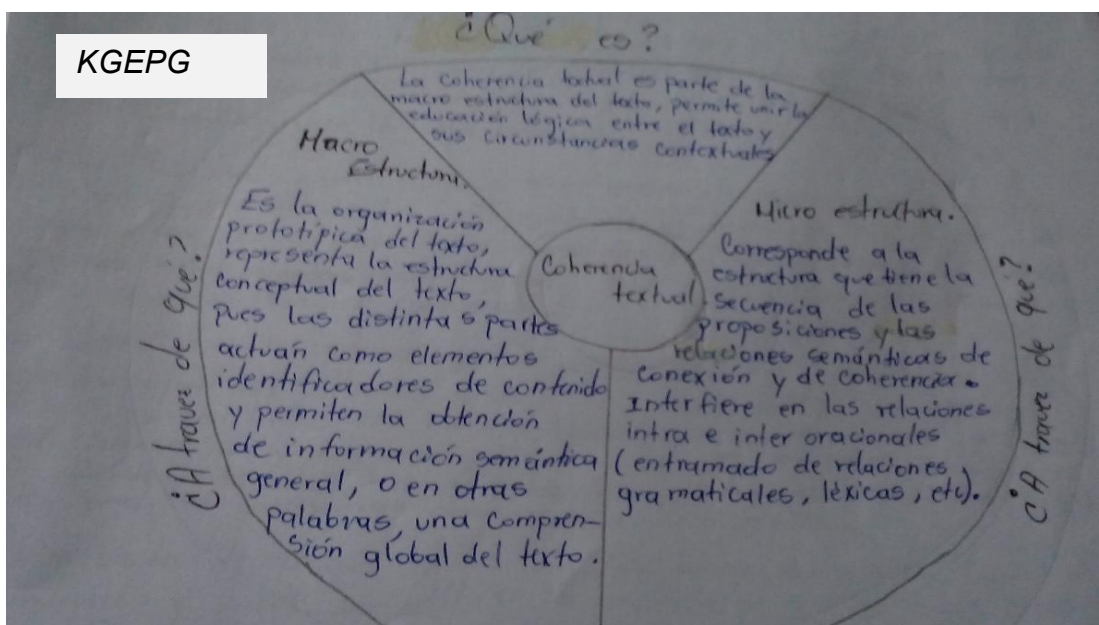 KGEPG
¿Qué es?
La coherencia textual es parte de la
macro estructura del texto, permite unir la
educación lógica entre el texto y
sus circunstancias contextuales
Macro
Estructura.
Es la organización
prototípica del texto,
representa la estructura
conceptual del texto,
pues las distintas partes
actuán como elementos
identificadores de contenido
y permiten la obtención
de información semántica
general, o en otras
palabras, una compren-
sión global del texto.
¿A travez de qué?
Coherencia
textual
Micro estructura.
Corresponde a la
estructura que tiene la
secuencia de las
proposiciones y las
relaciones semánticas de
conexión y de coherencia.
Interfiere en las relaciones
intra e inter oracionales
(entramado de relaciones
gramaticales, léxicas, etc).
¿A travez de qué?